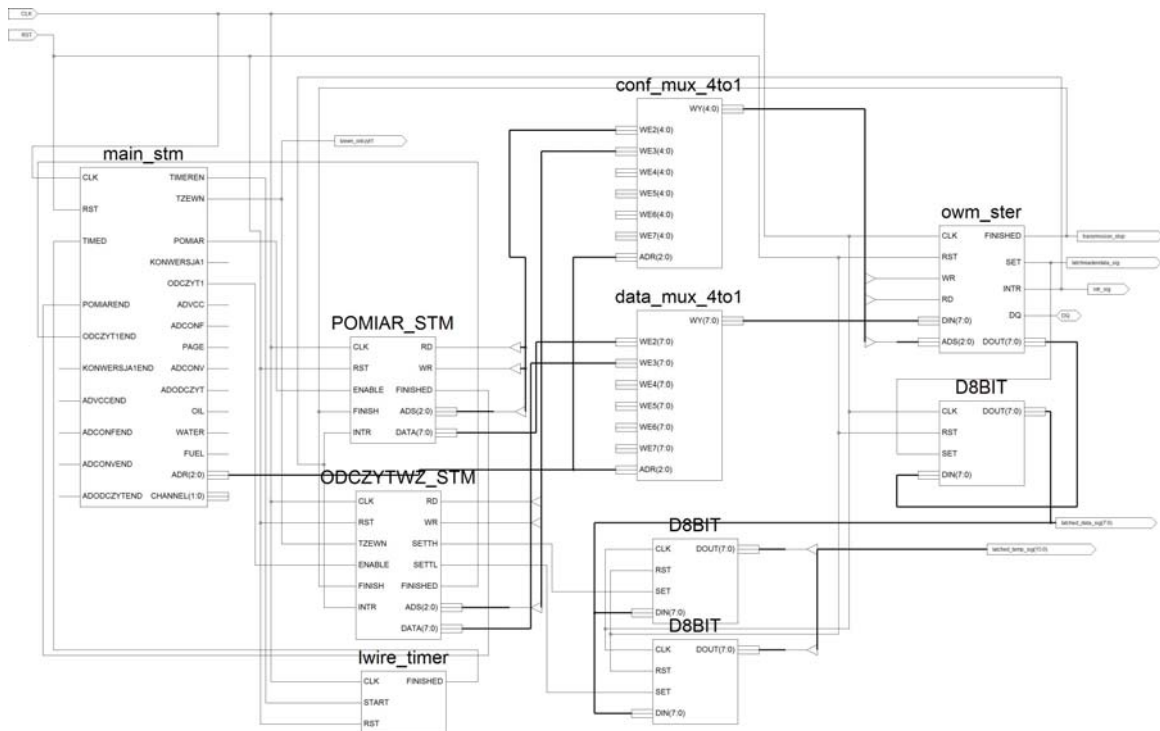 CLK
RST
main_stm
CLK
RST
TIMED
POMIAREND
ODCZYT1END
KONWERSJA1END
ADVCCEND
ADCONFEND
ADCONVEND
ADODCZYTEND
TIMEREN
TZEWN
POMIAR
KONWERSJA1
ODCZYT1
ADVCC
ADCONF
PAGE
ADCONV
ADODCZYT
OIL
WATER
FUEL
ADR(2:0)
CHANNEL(1:0)
POMIAR_STM
CLK
RST
ENABLE
FINISH
INTR
RD
WR
FINISHED
ADS(2:0)
DATA(7:0)
ODCZYTWZ_STM
CLK
RST
TZEWN
ENABLE
FINISH
INTR
RD
WR
SETTH
SETTL
FINISHED
ADS(2:0)
DATA(7:0)
lwire_timer
CLK
START
RST
FINISHED
conf_mux_4to1
WY(4:0)
WE2(4:0)
WE3(4:0)
WE4(4:0)
WE5(4:0)
WE6(4:0)
WE7(4:0)
ADR(2:0)
data_mux_4to1
WY(7:0)
WE2(7:0)
WE3(7:0)
WE4(7:0)
WE5(7:0)
WE6(7:0)
WE7(7:0)
ADR(2:0)
owm_ster
CLK
RST
WR
RD
DIN(7:0)
ADS(2:0)
FINISHED
SET
INTR
DQ
DOUT(7:0)
transmission_stop
DQ
D8BIT
CLK
RST
SET
DIN(7:0)
DOUT(7:0)
latched_data_sig(7:0)
D8BIT
CLK
RST
SET
DIN(7:0)
DOUT(7:0)
D8BIT
CLK
RST
SET
DIN(7:0)
DOUT(7:0)